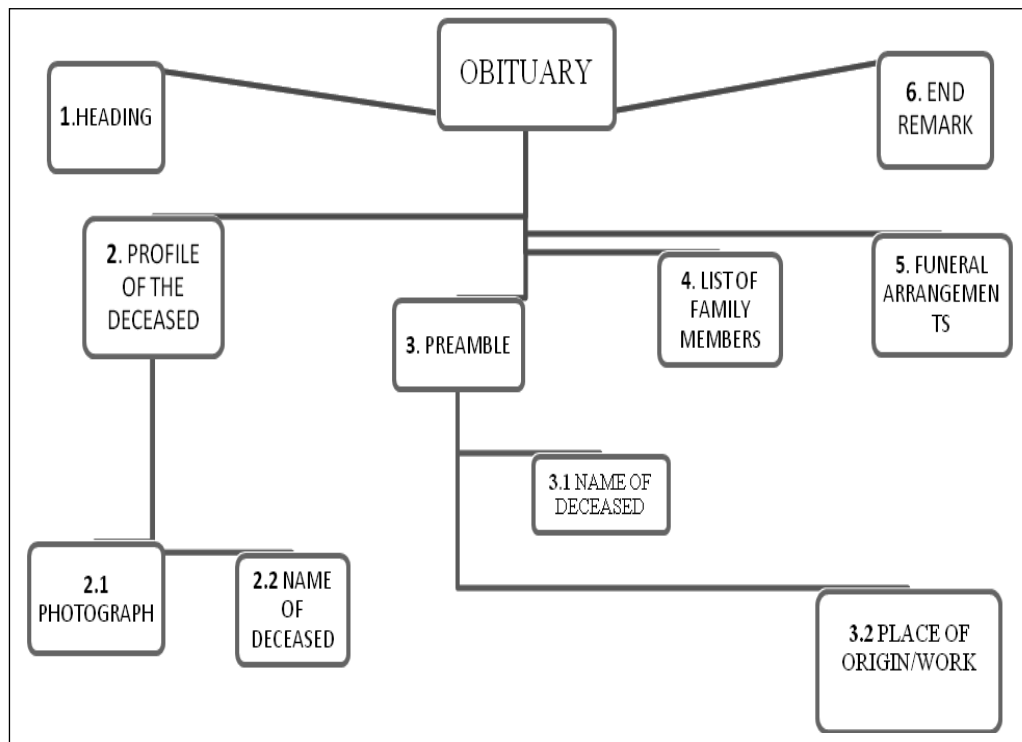 OBITUARY
1.HEADING
6. END
REMARK
2. PROFILE
OF THE
DECEASED
3. PREAMBLE
4. LIST OF
FAMILY
MEMBERS
5. FUNERAL
ARRANGEMEN
TS
3.1 NAME OF
DECEASED
2.1
PHOTOGRAPH
2.2 NAME
OF
DECEASED
3.2 PLACE OF
ORIGIN/WORK